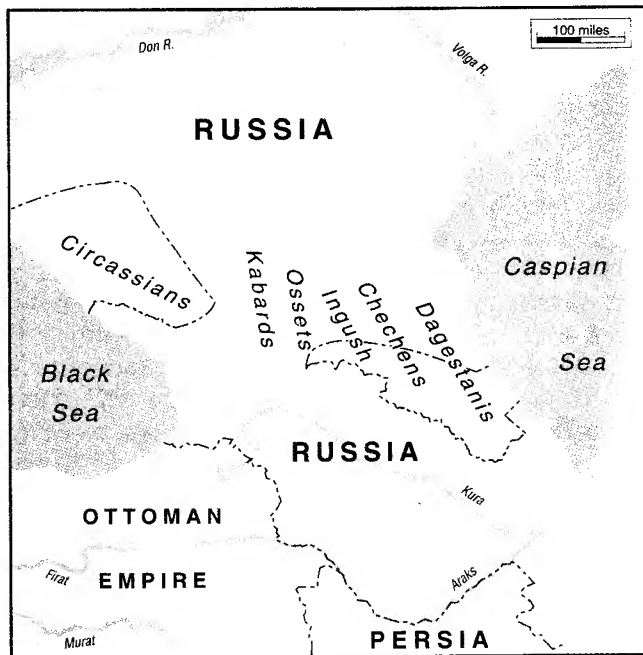 100 miles
Don R.
Volga R.
RUSSIA
Circassians
Kabards
Ossets
Ingush
Chechens
Dagestanis
Caspian
Sea
Black
Sea
RUSSIA
Kura
OTTOMAN
EMPIRE
Firat
Araks
Murat
PERSIA